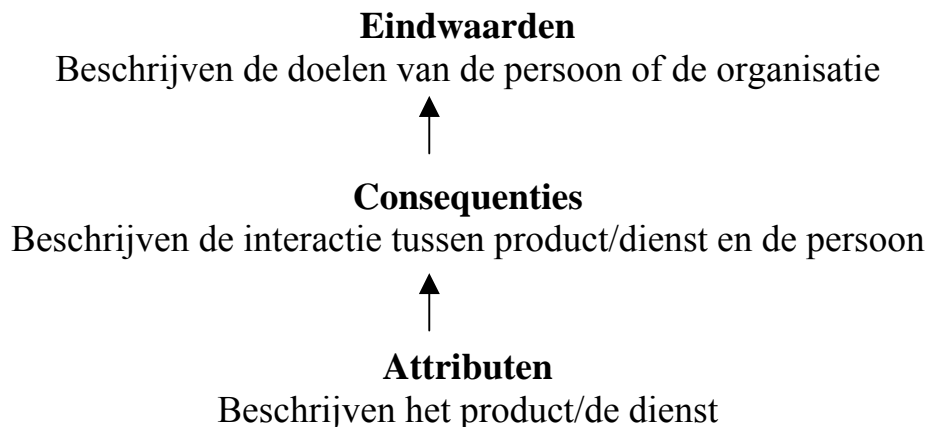 Eindwaarden
Beschrijven de doelen van de persoon of de organisatie
Consequenties
Beschrijven de interactie tussen product/dienst en de persoon
Attributen
Beschrijven het product/de dienst